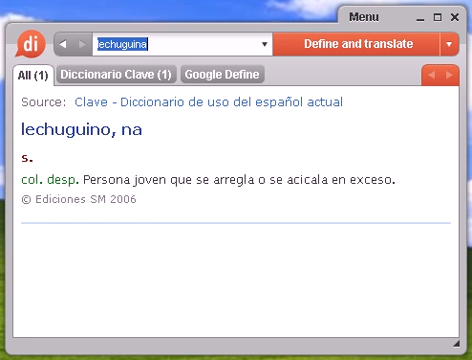 Menu
di
lechuguina
Define and translate
All (1)
Diccionario Clave (1)
Google Define
Source: Clave - Diccionario de uso del español actual
lechuguino, na
s.
col. desp. Persona joven que se arregla o se acicala en exceso.
© Ediciones SM 2006